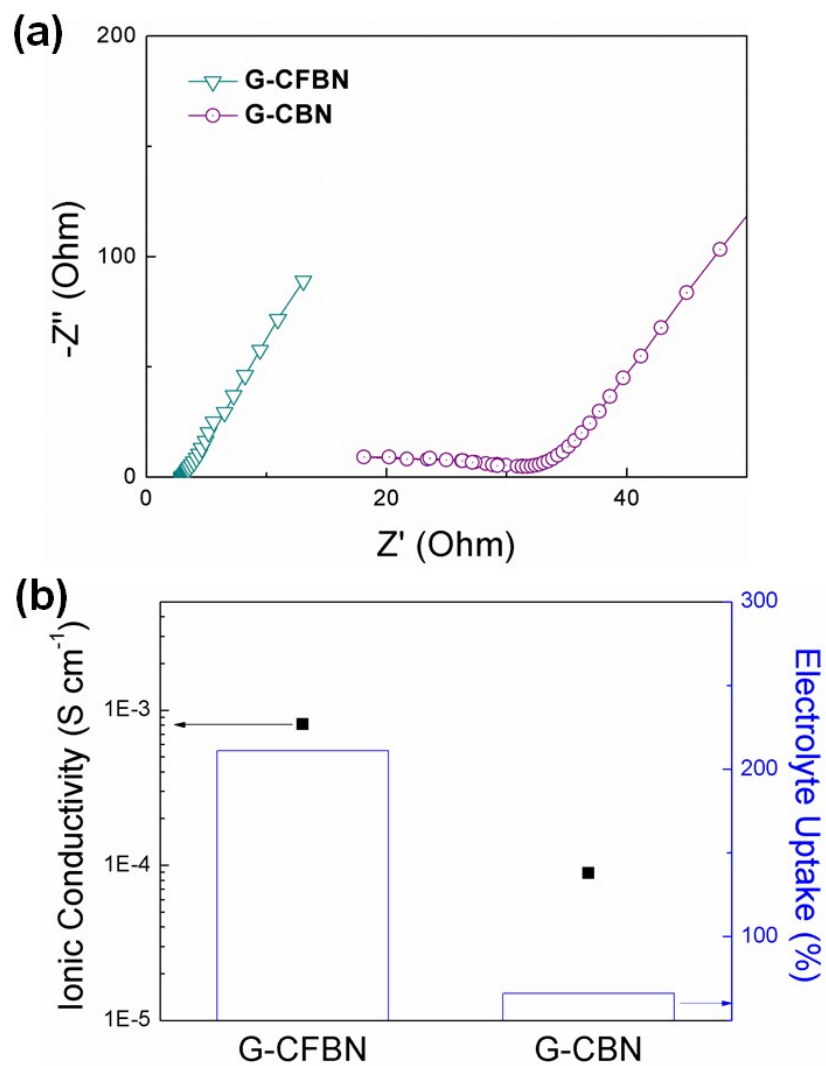 (a)
200
100
0
-Z" (Ohm)
G-CFBN
G-CBN
0
20
40
Z' (Ohm)
(b)
Ionic Conductivity (S cm⁻¹)
1E-3
1E-4
1E-5
300
200
100
Electrolyte Uptake (%)
G-CFBN
G-CBN